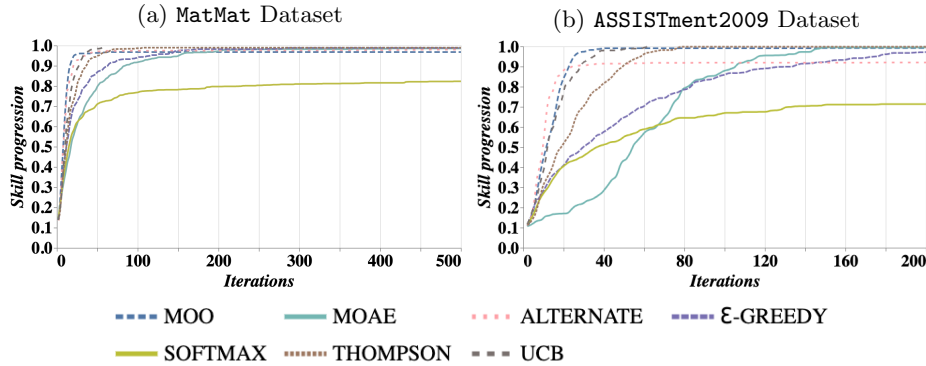 (a) MatMat Dataset
(b) ASSISTment2009 Dataset
Skill progression
1.0
0.9
0.8
0.7
0.6
0.5
0.4
0.3
0.2
0.1
0.0
0 100 200 300 400 500
Iterations
Skill progression
1.0
0.9
0.8
0.7
0.6
0.5
0.4
0.3
0.2
0.1
0.0
0 40 80 120 160 200
Iterations
MOO MOAE ALTERNATE Ɛ-GREEDY
SOFTMAX THOMPSON UCB